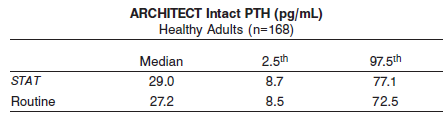 ARCHITECT Intact PTH (pg/mL)
Healthy Adults (n=168)
Median 2.5th 97.5th
STAT 29.0 8.7 77.1
Routine 27.2 8.5 72.5